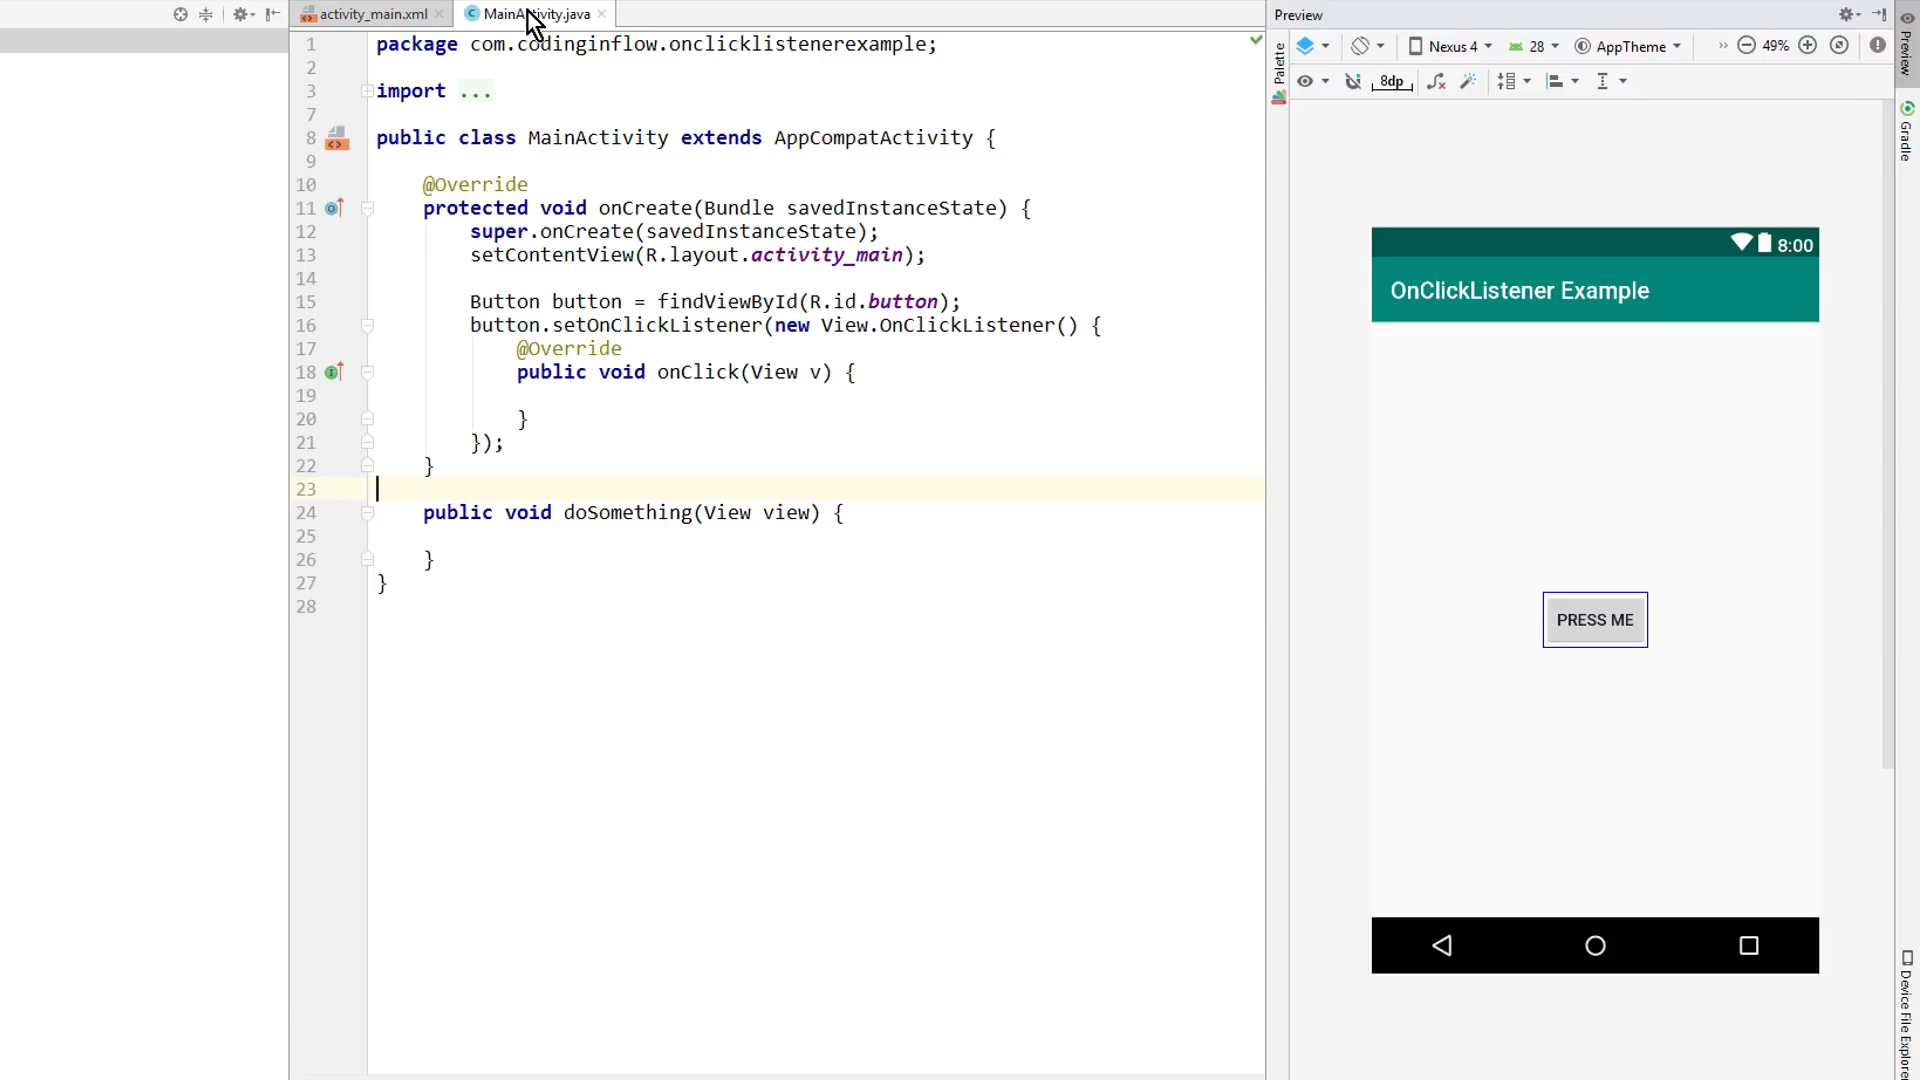 activity_main.xml
MainActivity.java
Preview
1 package com.codinginflow.onclicklistenerexample;
2
3 import ...
7
8 public class MainActivity extends AppCompatActivity {
9
10 @Override
11 protected void onCreate(Bundle savedInstanceState) {
12 super.onCreate(savedInstanceState);
13 setContentView(R.layout.activity_main);
14
15 Button button = findViewById(R.id.button);
16 button.setOnClickListener(new View.OnClickListener() {
17 @Override
18 public void onClick(View v) {
19
20 }
21 });
22 }
23
24 public void doSomething(View view) {
25
26 }
27 }
28
Palette
Nexus 4
28
AppTheme
49%
8dp
8:00
OnClickListener Example
PRESS ME
Preview
Gradle
Device File Explorer